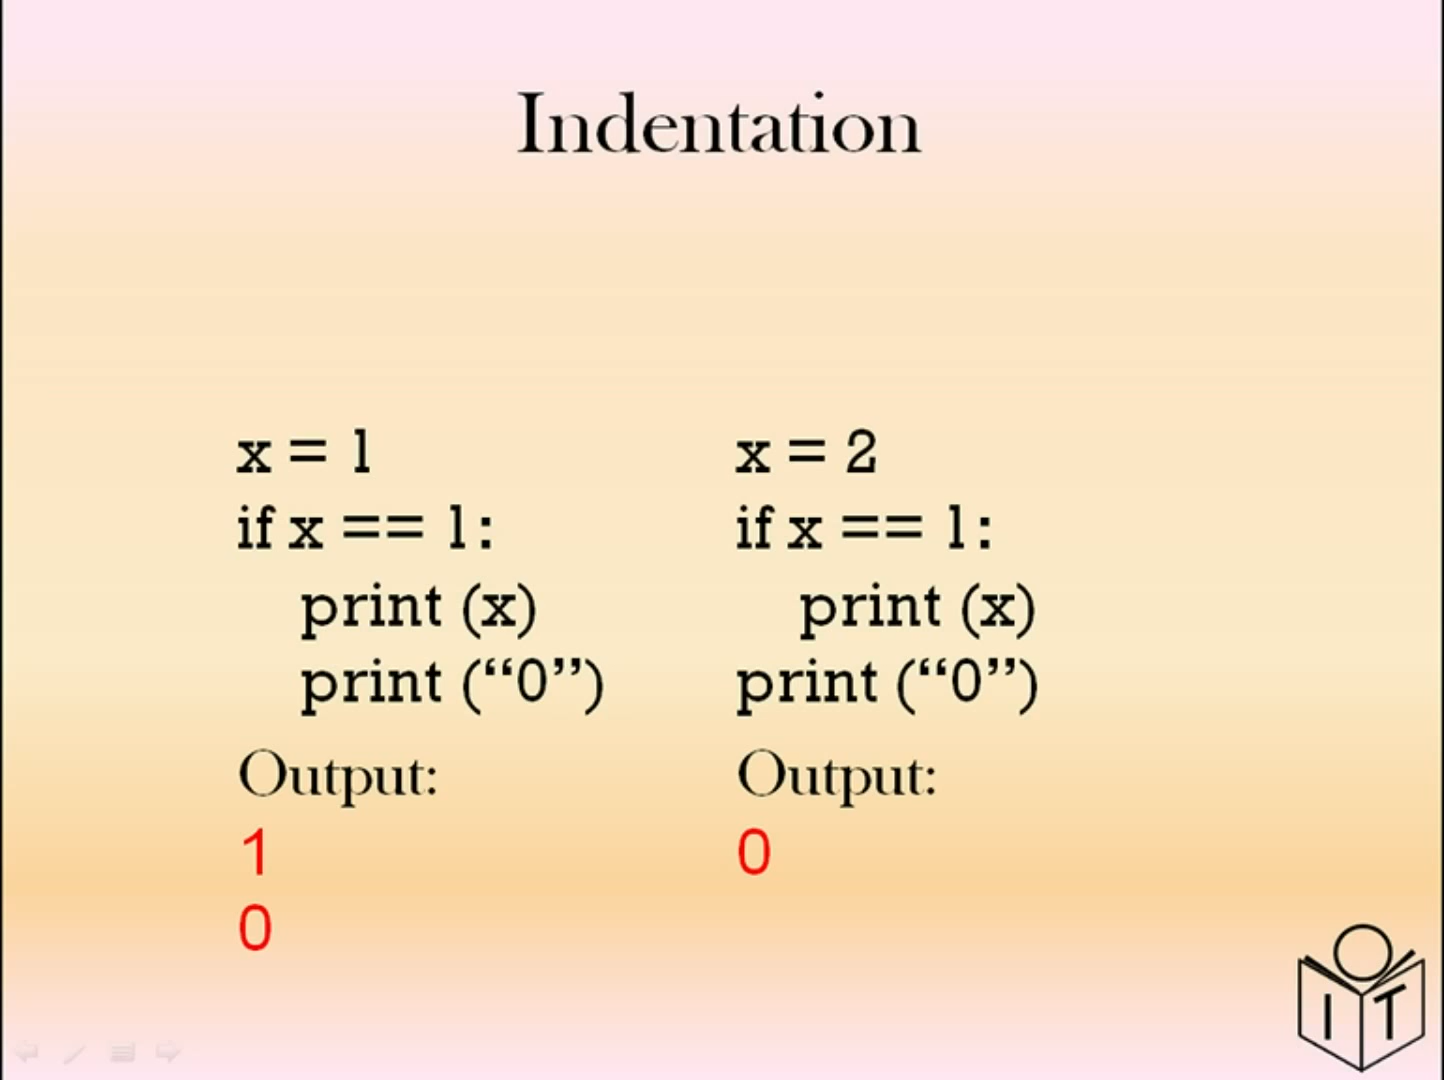 Indentation
x = 1
if x == 1:
print (x)
print (“0”)
Output:
1
0
x = 2
if x == 1:
print (x)
print (“0”)
Output:
0
I T